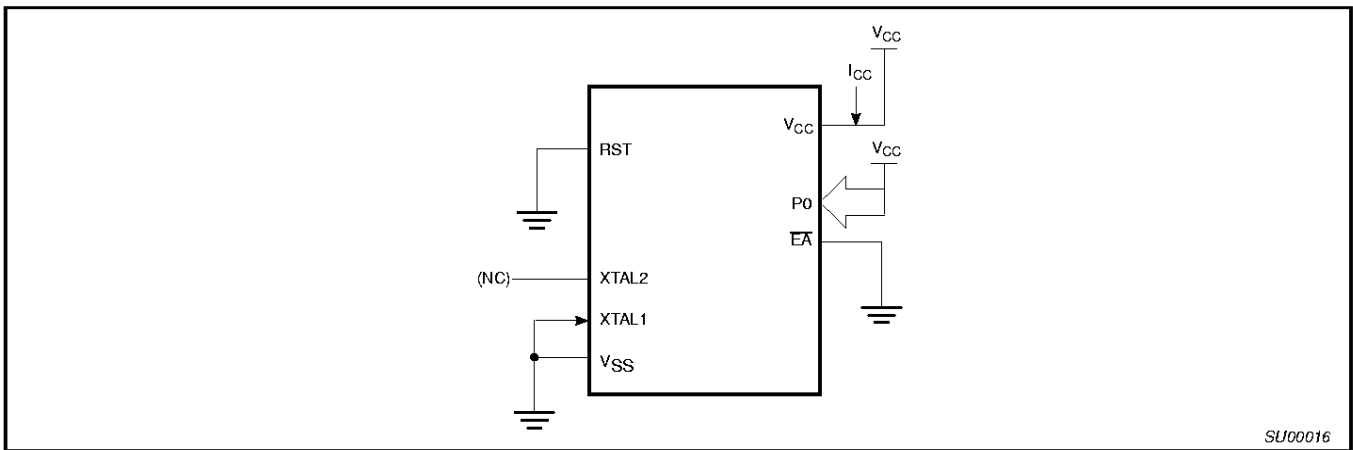 VCC
ICC
VCC
RST
VCC
P0
EA
(NC)
XTAL2
XTAL1
VSS
SU00016